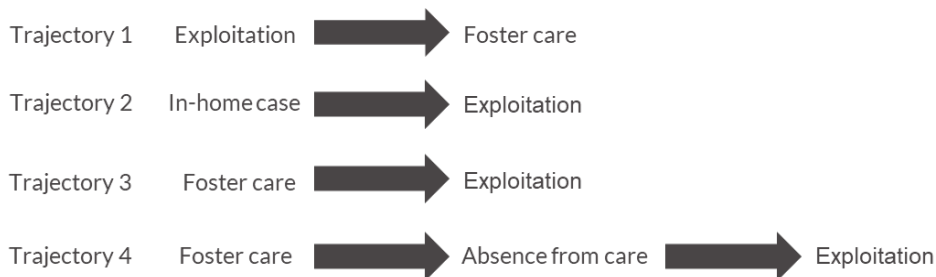 Trajectory 1 Exploitation Foster care
Trajectory 2 In-home case Exploitation
Trajectory 3 Foster care Exploitation
Trajectory 4 Foster care Absence from care Exploitation